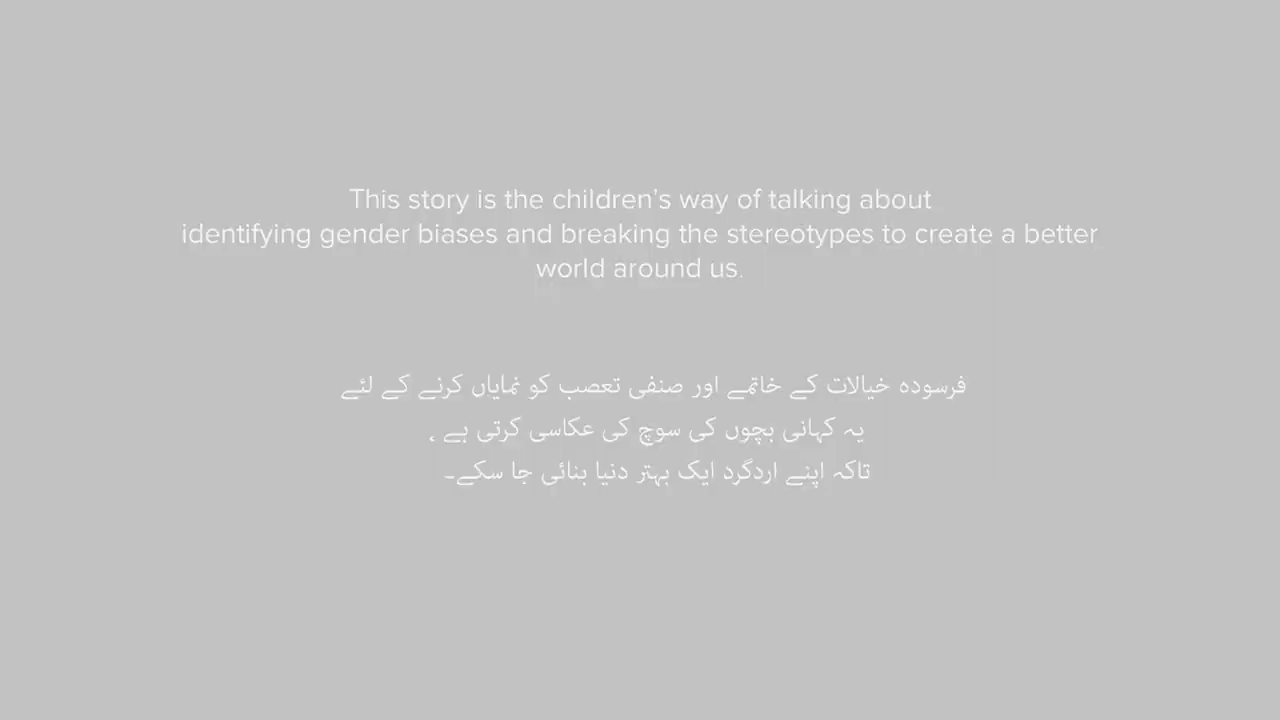 This story is the children's way of talking about
identifying gender biases and breaking the stereotypes to create a better
world around us.
فرسودہ خیالات کے خاتمے اور صنفی تعصب کو نمایاں کرنے کے لئے
یہ کہانی بچوں کی سوچ کی عکاسی کرتی ہے ،
تاکہ اپنے اردگرد ایک بہتر دنیا بنائی جا سکے۔